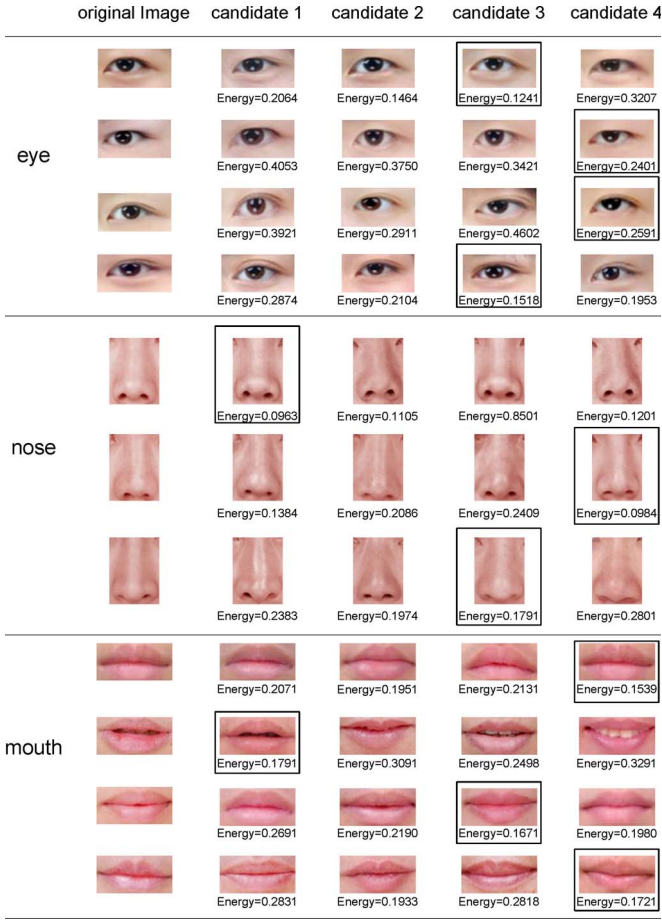 original Image candidate 1 candidate 2 candidate 3 candidate 4
Energy=0.2064 Energy=0.1464 Energy=0.1241 Energy=0.3207
eye
Energy=0.4053 Energy=0.3750 Energy=0.3421 Energy=0.2401
Energy=0.3921 Energy=0.2911 Energy=0.4602 Energy=0.2591
Energy=0.2874 Energy=0.2104 Energy=0.1518 Energy=0.1953
Energy=0.0963 Energy=0.1105 Energy=0.8501 Energy=0.1201
nose
Energy=0.1384 Energy=0.2086 Energy=0.2409 Energy=0.0984
Energy=0.2383 Energy=0.1974 Energy=0.1791 Energy=0.2801
Energy=0.2071 Energy=0.1951 Energy=0.2131 Energy=0.1539
mouth
Energy=0.1791 Energy=0.3091 Energy=0.2498 Energy=0.3291
Energy=0.2691 Energy=0.2190 Energy=0.1671 Energy=0.1980
Energy=0.2831 Energy=0.1933 Energy=0.2818 Energy=0.1721